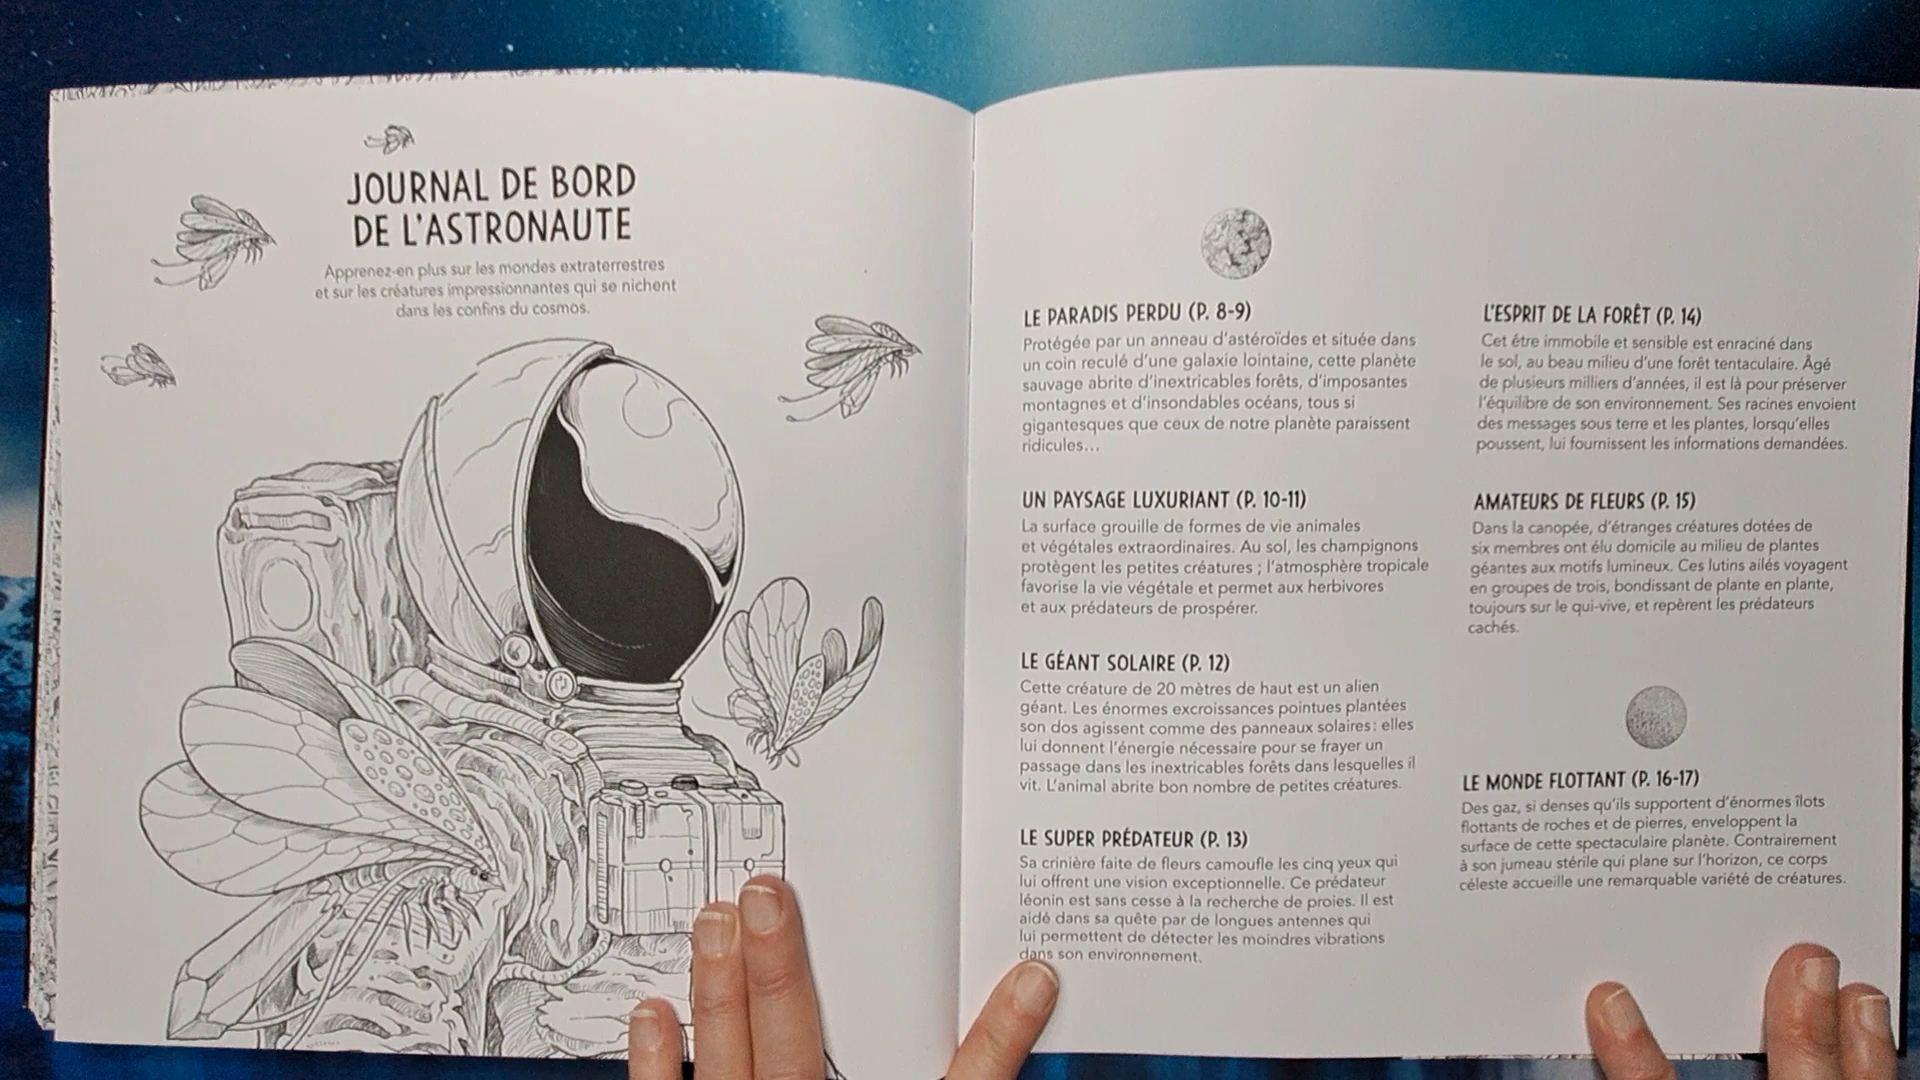 JOURNAL DE BORD
DE L'ASTRONAUTE
Apprenez-en plus sur les mondes extraterrestres
et sur les créatures impressionnantes qui se nichent
dans les confins du cosmos.
LE PARADIS PERDU (P. 8-9)
Protégée par un anneau d'astéroïdes et située dans
un coin reculé d'une galaxie lointaine, cette planète
sauvage abrite d'inextricables forêts, d'imposantes
montagnes et d'insondables océans, tous si
gigantesques que ceux de notre planète paraissent
ridicules...
UN PAYSAGE LUXURIANT (P. 10-11)
La surface grouille de formes de vie animales
et végétales extraordinaires. Au sol, les champignons
protègent les petites créatures ; l'atmosphère tropicale
favorise la vie végétale et permet aux herbivores
et aux prédateurs de prospérer.
LE GÉANT SOLAIRE (P. 12)
Cette créature de 20 mètres de haut est un alien
géant. Les énormes excroissances pointues plantées
son dos agissent comme des panneaux solaires : elles
lui donnent l'énergie nécessaire pour se frayer un
passage dans les inextricables forêts dans lesquelles il
vit. L'animal abrite bon nombre de petites créatures.
LE SUPER PRÉDATEUR (P. 13)
Sa crinière faite de fleurs camoufle les cinq yeux qui
lui offrent une vision exceptionnelle. Ce prédateur
léonin est sans cesse à la recherche de proies. Il est
aidé dans sa quête par de longues antennes qui
lui permettent de détecter les moindres vibrations
dans son environnement.
L'ESPRIT DE LA FORÊT (P. 14)
Cet être immobile et sensible est enraciné dans
le sol, au beau milieu d'une forêt tentaculaire. Âgé
de plusieurs milliers d'années, il est là pour préserver
l'équilibre de son environnement. Ses racines envoient
des messages sous terre et les plantes, lorsqu'elles
poussent, lui fournissent les informations demandées.
AMATEURS DE FLEURS (P. 15)
Dans la canopée, d'étranges créatures dotées de
six membres ont élu domicile au milieu de plantes
géantes aux motifs lumineux. Ces lutins ailés voyagent
en groupes de trois, bondissant de plante en plante,
toujours sur le qui-vive, et repèrent les prédateurs
cachés.
LE MONDE FLOTTANT (P. 16-17)
Des gaz, si denses qu'ils supportent d'énormes îlots
flottants de roches et de pierres, enveloppent la
surface de cette spectaculaire planète. Contrairement
à son jumeau stérile qui plane sur l'horizon, ce corps
céleste accueille une remarquable variété de créatures.